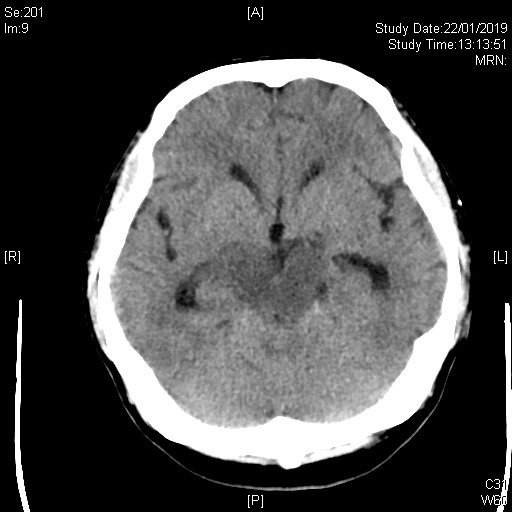 Se:201
Im:9
[A]
Study Date:22/01/2019
Study Time:13:13:51
MRN:
[R]
[L]
[P]